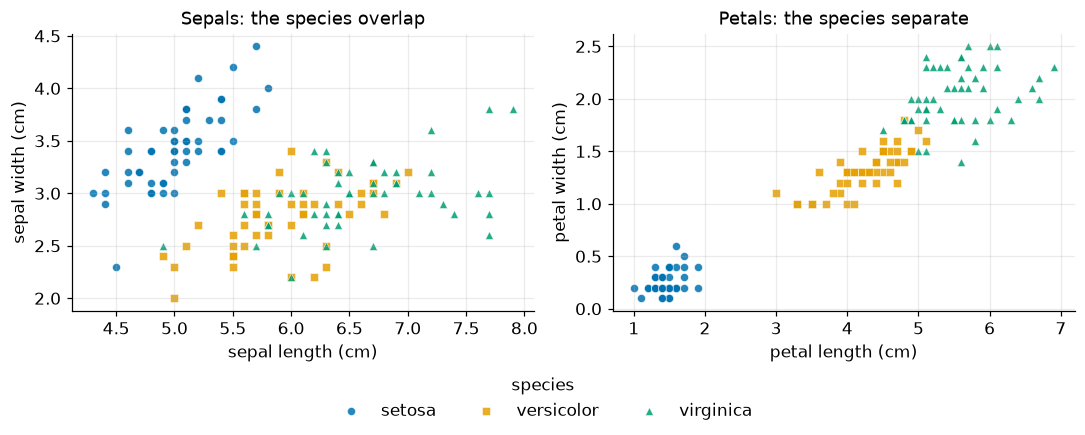 Sepals: the species overlap
Petals: the species separate
sepal width (cm)
4.5
4.0
3.5
3.0
2.5
2.0
4.5 5.0 5.5 6.0 6.5 7.0 7.5 8.0
sepal length (cm)
petal width (cm)
2.5
2.0
1.5
1.0
0.5
0.0
1 2 3 4 5 6 7
petal length (cm)
species
setosa versicolor virginica